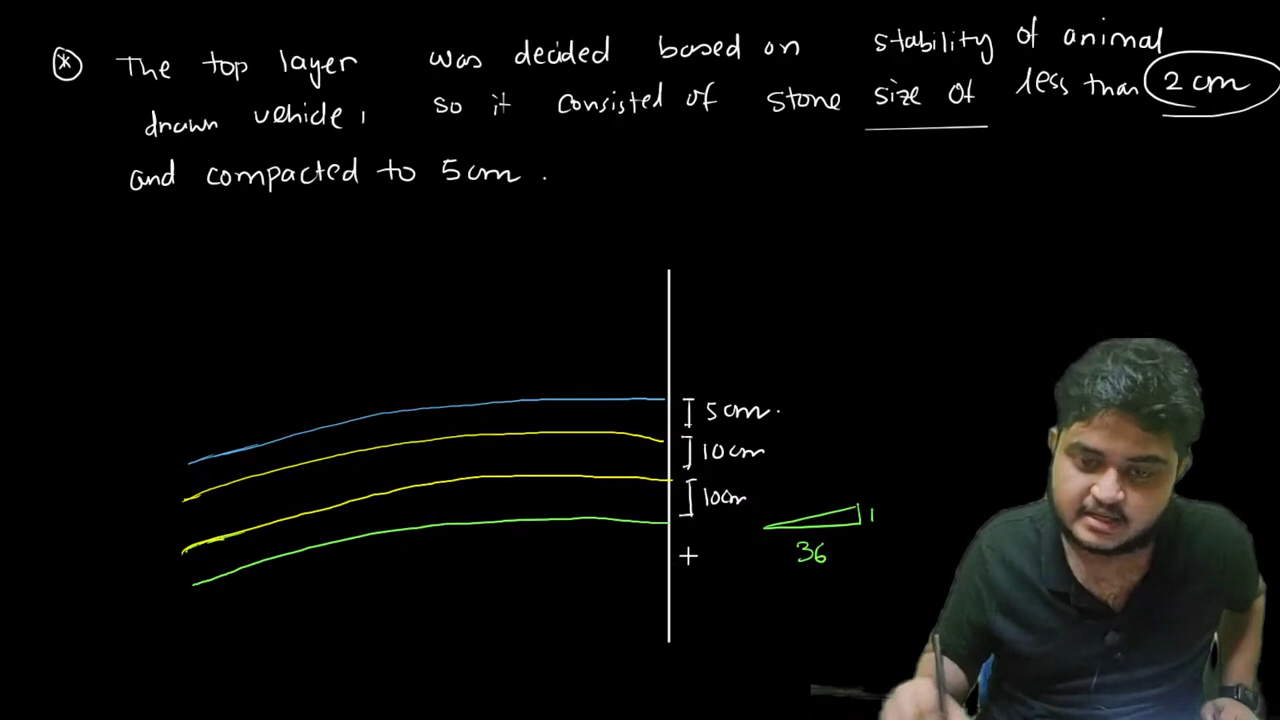 * The top layer was decided based on stability of animal
drawn vehicle, so it consisted of stone size of less than 2 cm
and compacted to 5 cm.
5 cm.
10 cm
10 cm
1
+
36